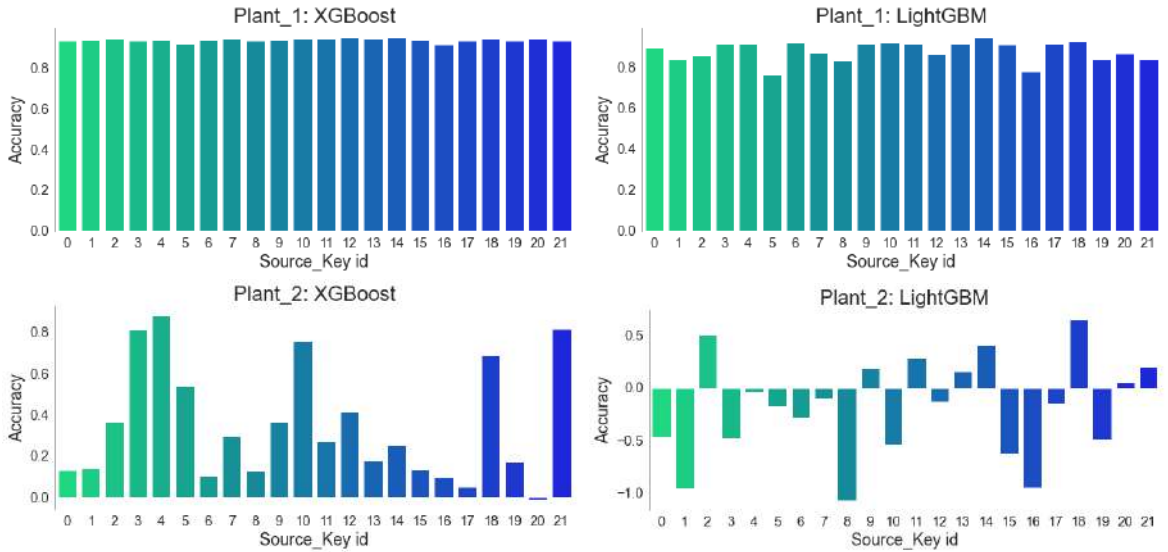 Plant_1: XGBoost
Accuracy
0.8
0.6
0.4
0.2
0.0
0 1 2 3 4 5 6 7 8 9 10 11 12 13 14 15 16 17 18 19 20 21
Source_Key id
Plant_1: LightGBM
Accuracy
0.8
0.6
0.4
0.2
0.0
0 1 2 3 4 5 6 7 8 9 10 11 12 13 14 15 16 17 18 19 20 21
Source_Key id
Plant_2: XGBoost
Accuracy
0.8
0.6
0.4
0.2
0.0
0 1 2 3 4 5 6 7 8 9 10 11 12 13 14 15 16 17 18 19 20 21
Source_Key id
Plant_2: LightGBM
Accuracy
0.5
0.0
−0.5
−1.0
0 1 2 3 4 5 6 7 8 9 10 11 12 13 14 15 16 17 18 19 20 21
Source_Key id